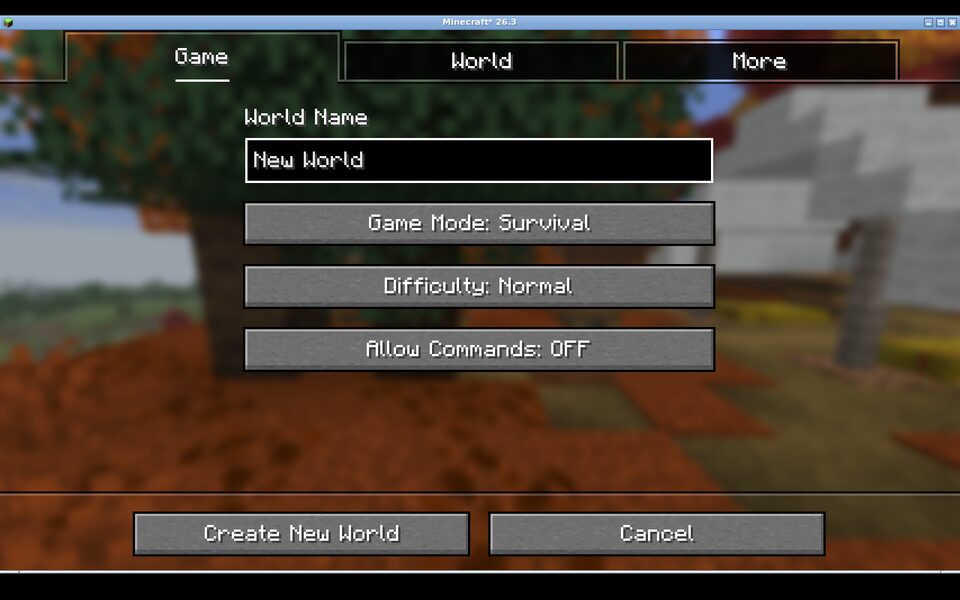 Minecraft* 26.3
Game
World
More
World Name
New World
Game Mode: Survival
Difficulty: Normal
Allow Commands: OFF
Create New World
Cancel